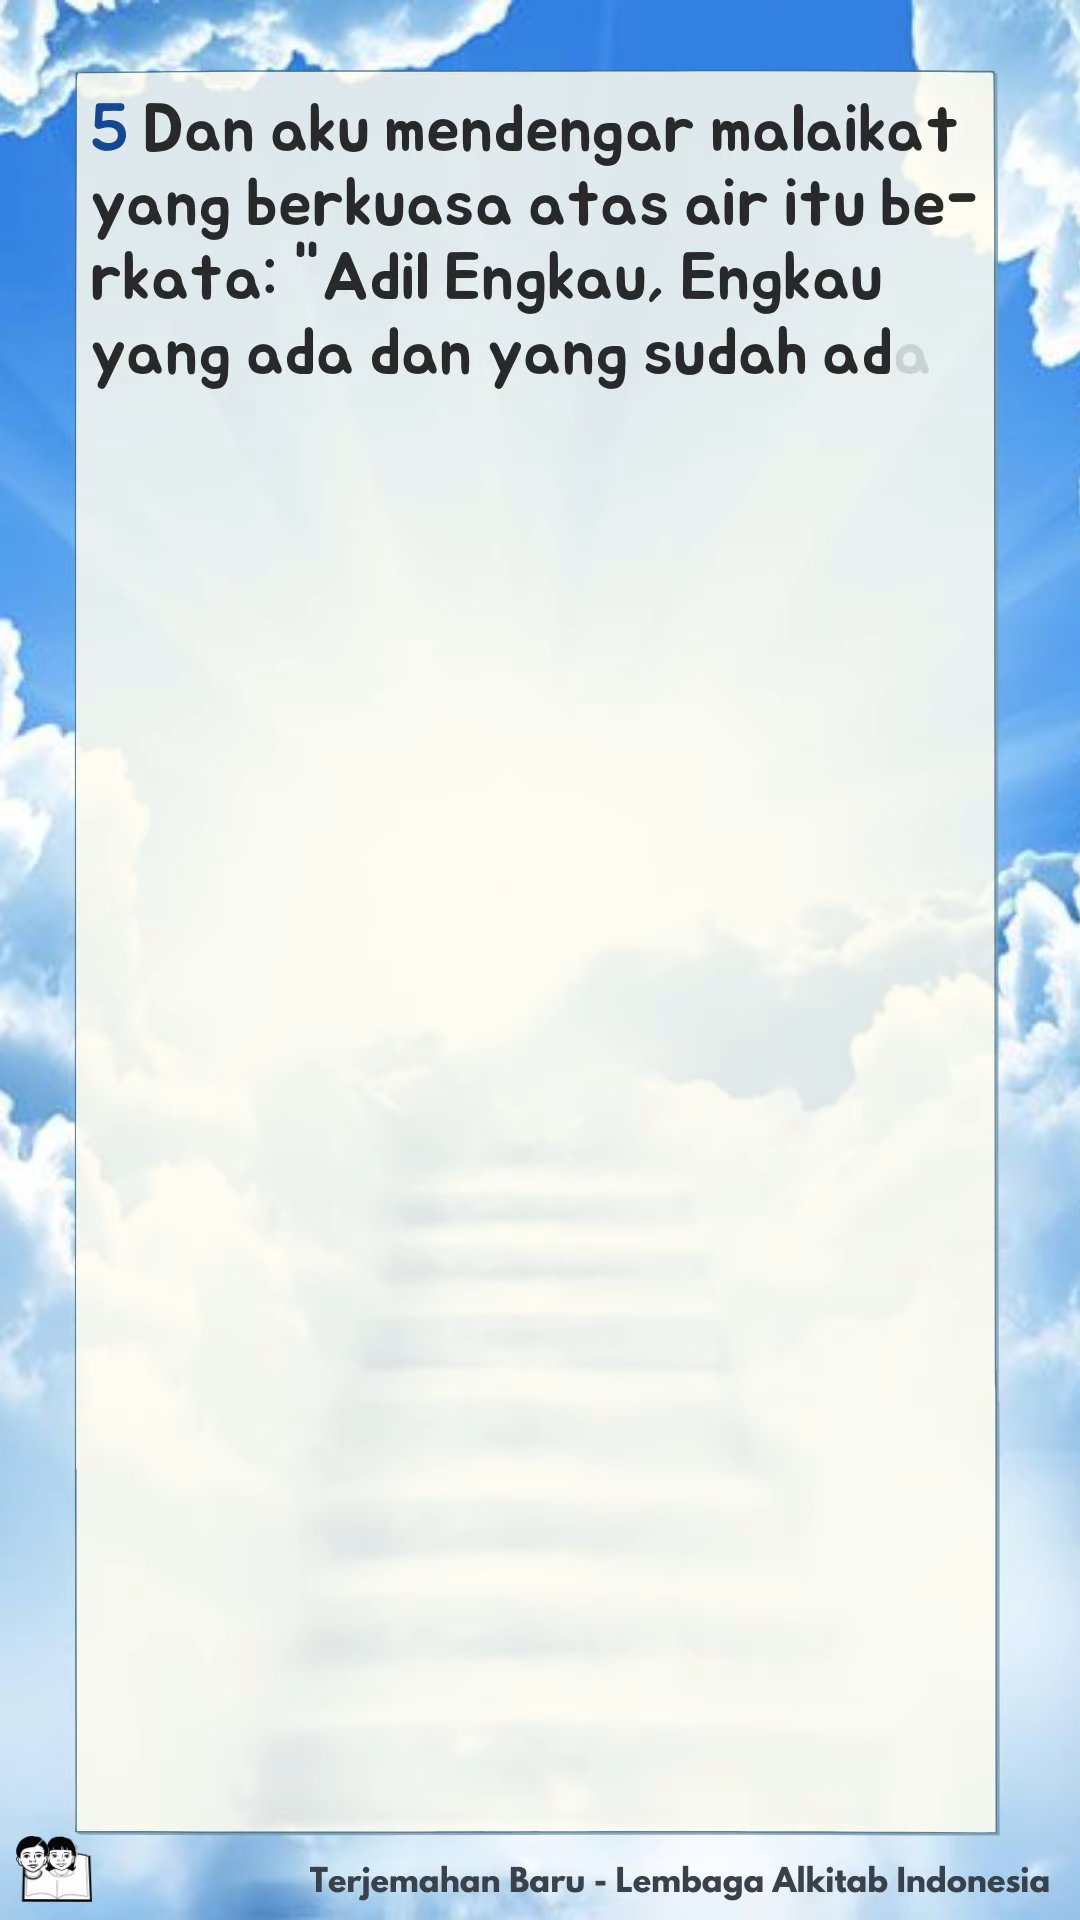 5 Dan aku mendengar malaikat
yang berkuasa atas air itu be-
rkata: "Adil Engkau, Engkau
yang ada dan yang sudah ada
Terjemahan Baru - Lembaga Alkitab Indonesia